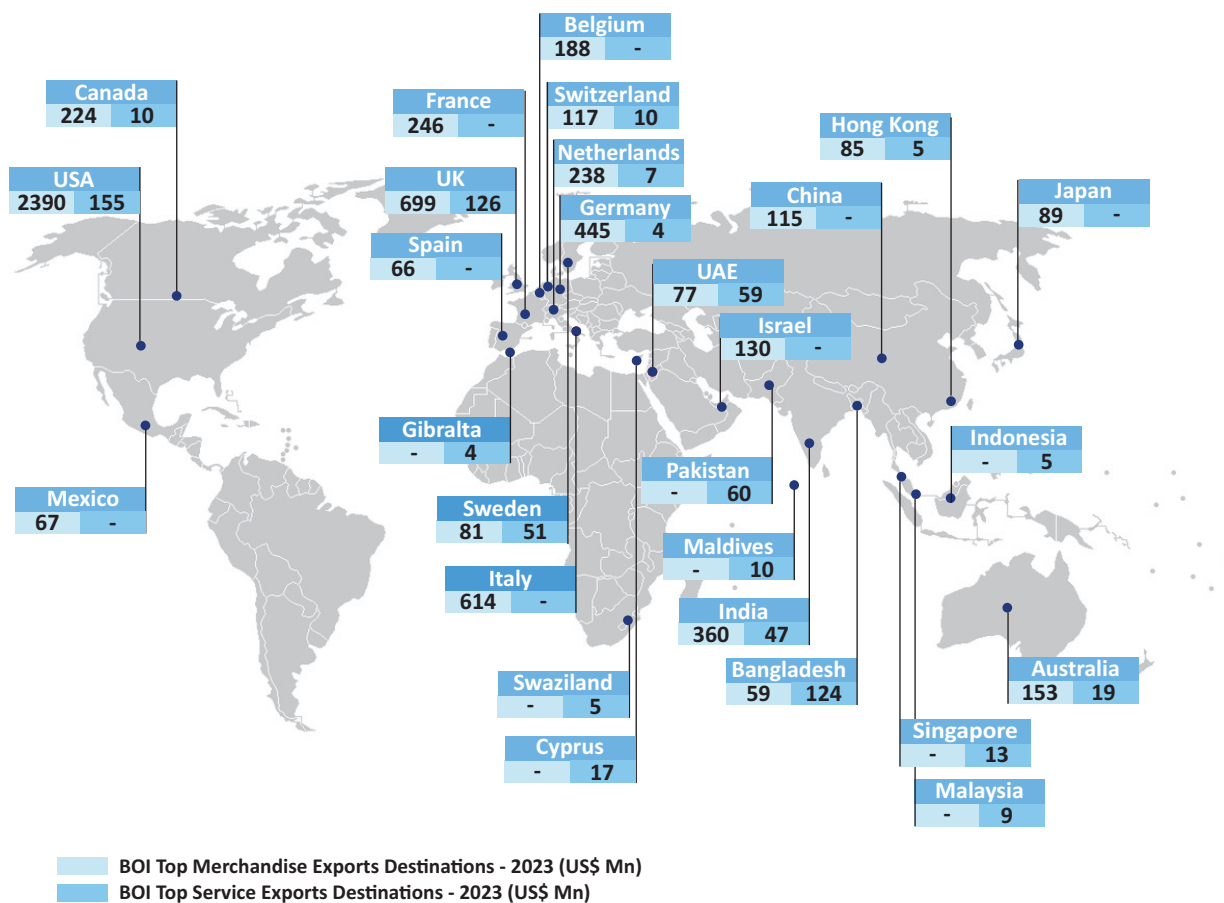 Belgium
188 -
Canada
224 10
France
246 -
Switzerland
117 10
Hong Kong
85 5
Netherlands
238 7
USA
2390 155
UK
699 126
China
115 -
Japan
89 -
Germany
445 4
Spain
66 -
UAE
77 59
Israel
130 -
Gibralta
- 4
Indonesia
- 5
Pakistan
- 60
Mexico
67 -
Sweden
81 51
Maldives
- 10
Italy
614 -
India
360 47
Swaziland
- 5
Bangladesh
59 124
Australia
153 19
Singapore
- 13
Cyprus
- 17
Malaysia
- 9
BOI Top Merchandise Exports Destinations - 2023 (US$ Mn)
BOI Top Service Exports Destinations - 2023 (US$ Mn)